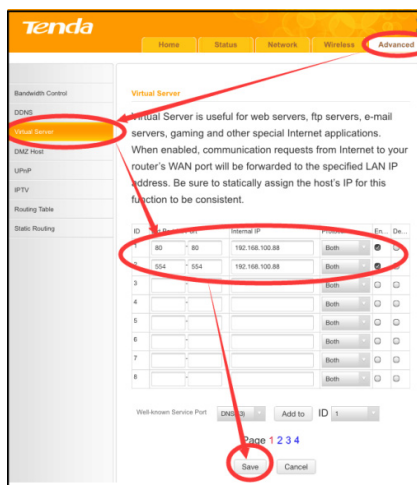 Tenda
Home Status Network Wireless Advanced
Bandwidth Control
DDNS
Virtual Server
DMZ Host
UPnP
IPTV
Routing Table
Static Routing
Virtual Server
Virtual Server is useful for web servers, ftp servers, e-mail
servers, gaming and other special Internet applications.
When enabled, communication requests from Internet to your
router's WAN port will be forwarded to the specified LAN IP
address. Be sure to statically assign the host's IP for this
function to be consistent.
ID Internal IP En... De...
80 - 80 192.168.100.88 Both
554 - 554 192.168.100.88 Both
3 - Both
4 - Both
5 - Both
6 - Both
7 - Both
8 - Both
Well-known Service Port Add to ID 1
Page 1 2 3 4
Save Cancel